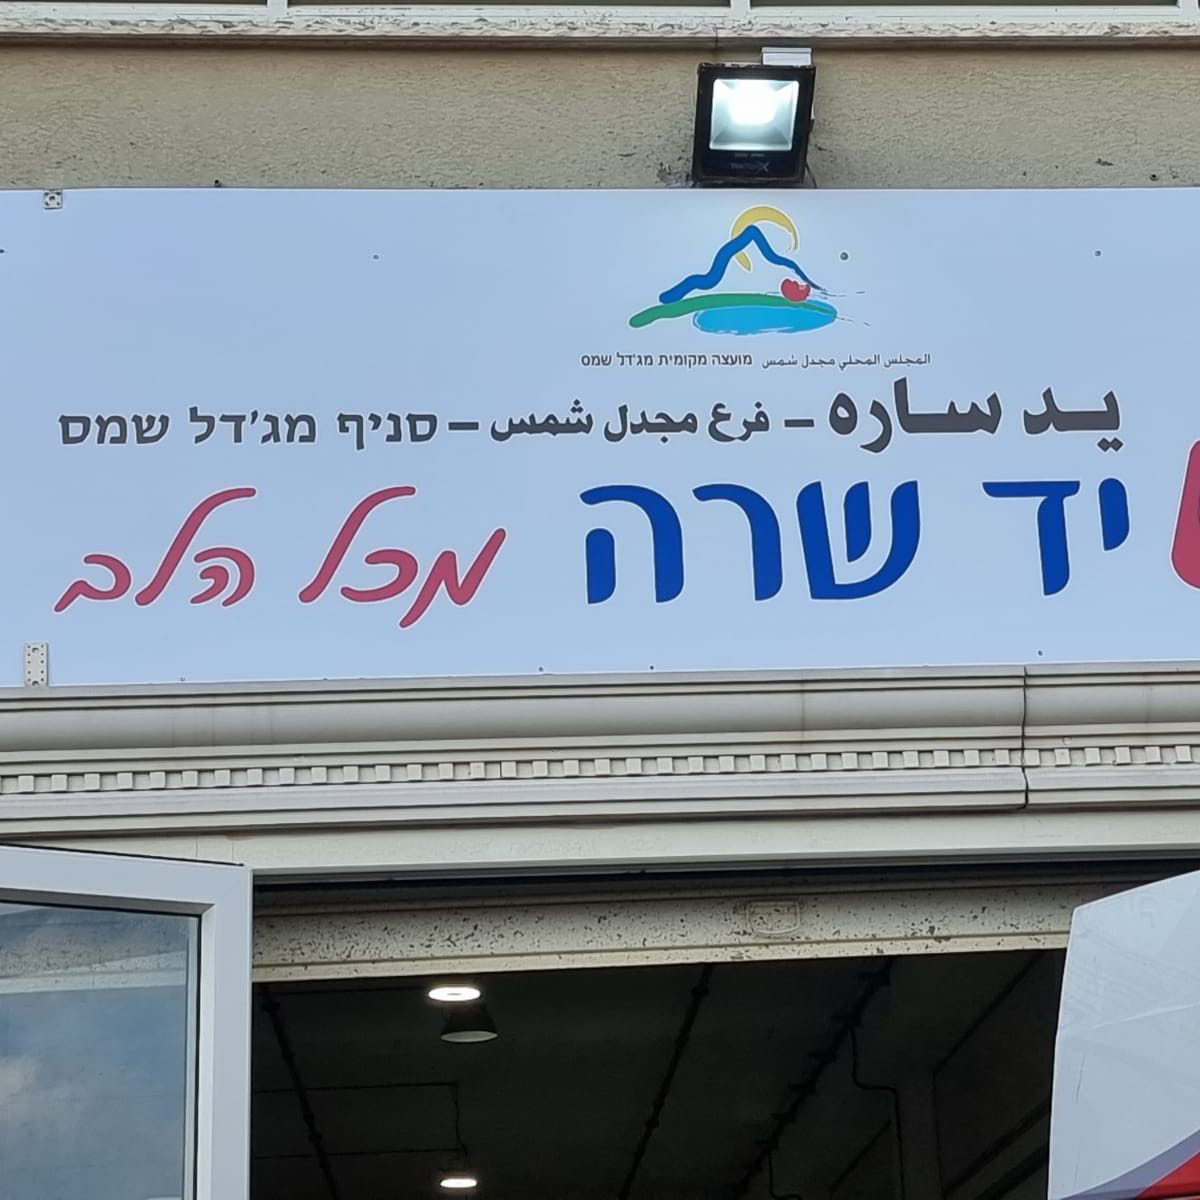 المجلس المحلي مجدل شمس מועצה מקומית מג'דל שמס
يد ساره - فرع مجدل شمس - סניף מג'דל שמס
יד שרה מכל הלב